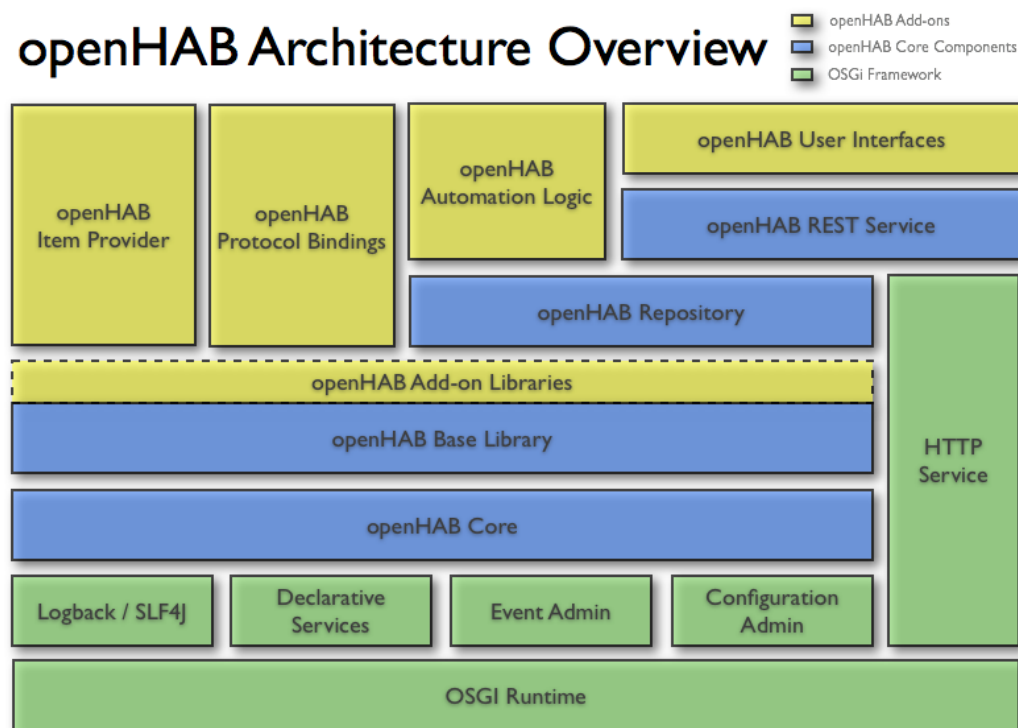 openHAB Architecture Overview
openHAB Add-ons
openHAB Core Components
OSGi Framework
openHAB
Item Provider
openHAB
Protocol Bindings
openHAB
Automation Logic
openHAB User Interfaces
openHAB REST Service
openHAB Repository
openHAB Add-on Libraries
openHAB Base Library
HTTP
Service
openHAB Core
Logback / SLF4J
Declarative
Services
Event Admin
Configuration
Admin
OSGI Runtime